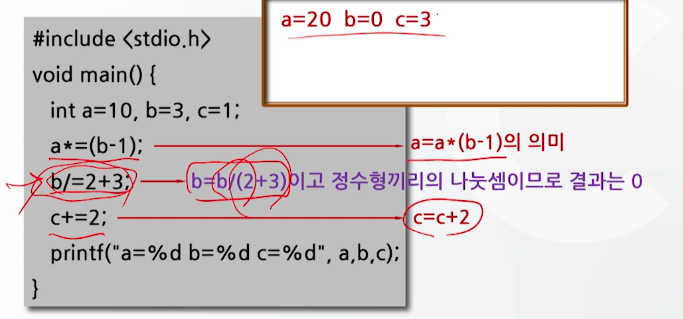 a=20 b=0 c=3
#include <stdio.h>
void main() {
int a=10, b=3, c=1;
a*=(b-1); a=a*(b-1)의 의미
b/=2+3; b=b/(2+3)이고 정수형끼리의 나눗셈이므로 결과는 0
c+=2; c=c+2
printf("a=%d b=%d c=%d", a,b,c);
}